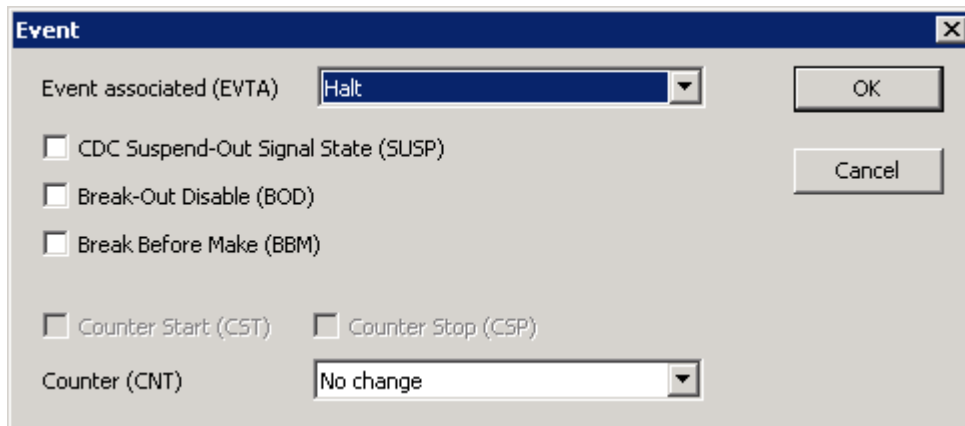 Event
Event associated (EVTA) Halt OK
CDC Suspend-Out Signal State (SUSP)
Cancel
Break-Out Disable (BOD)
Break Before Make (BBM)
Counter Start (CST) Counter Stop (CSP)
Counter (CNT) No change